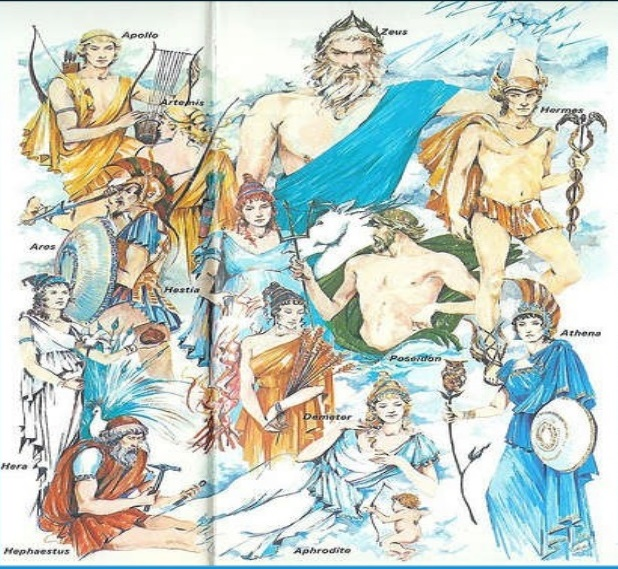 Apollo
Zeus
Artemis
Hermes
Ares
Hestia
Athena
Poseidon
Demeter
Hera
Hephaestus
Aphrodite